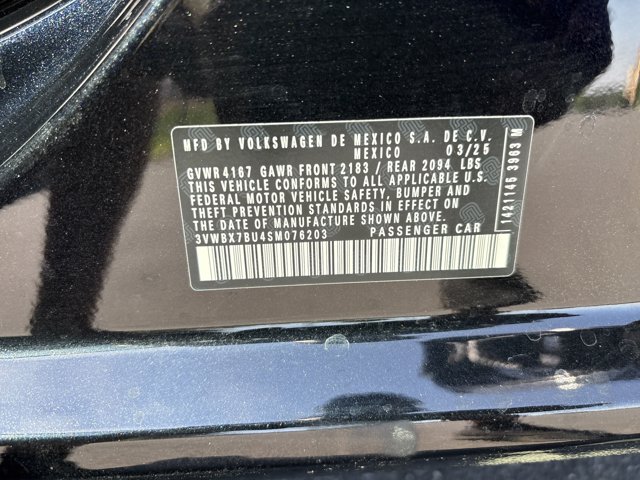 MFD BY VOLKSWAGEN DE MEXICO S.A. DE C.V.
MEXICO 03/25
GVWR 4167 GAWR FRONT 2183 / REAR 2094 LBS
THIS VEHICLE CONFORMS TO ALL APPLICABLE U.S.
FEDERAL MOTOR VEHICLE SAFETY, BUMPER AND
THEFT PREVENTION STANDARDS IN EFFECT ON THE
DATE OF MANUFACTURE SHOWN ABOVE.
3VWBX7BU4SM076203 PASSENGER CAR
1421146 3963 M